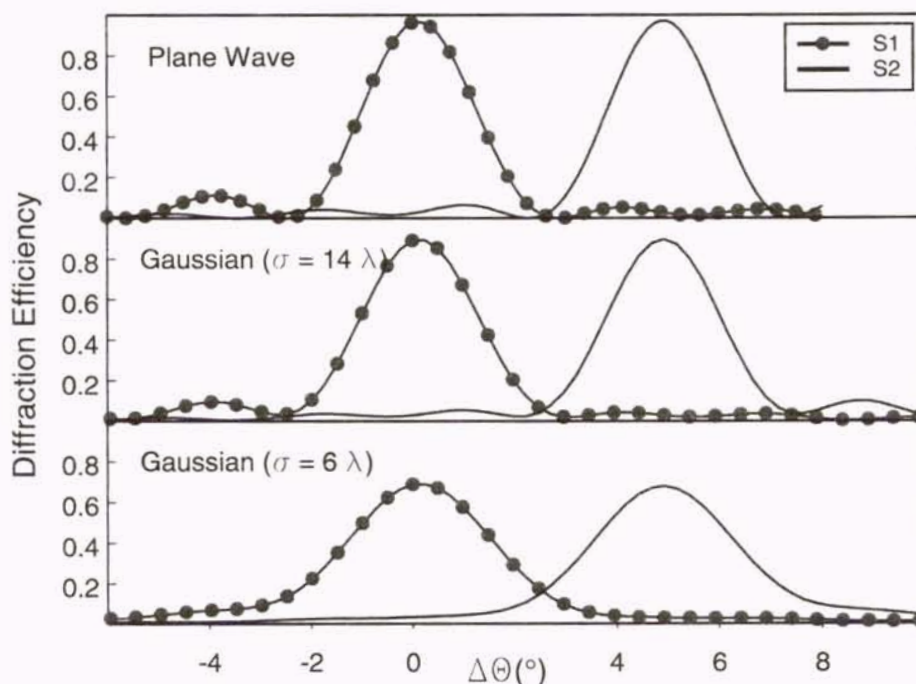 Diffraction Efficiency
Plane Wave
S1
S2
0.8
0.6
0.4
0.2
Gaussian (σ = 14 λ)
0.8
0.6
0.4
0.2
Gaussian (σ = 6 λ)
0.8
0.6
0.4
0.2
-4 -2 0 2 4 6 8
ΔΘ(°)